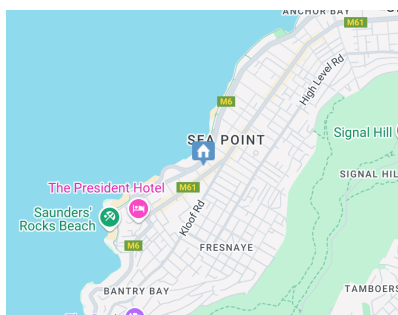 ANCHOR BAY
M61
M6
High Level Rd
SEA POINT
Signal Hill
SIGNAL HIL
The President Hotel
M61
Saunders'
Rocks Beach
Kloof Rd
M6
FRESNAYE
BANTRY BAY
TAMBOERS